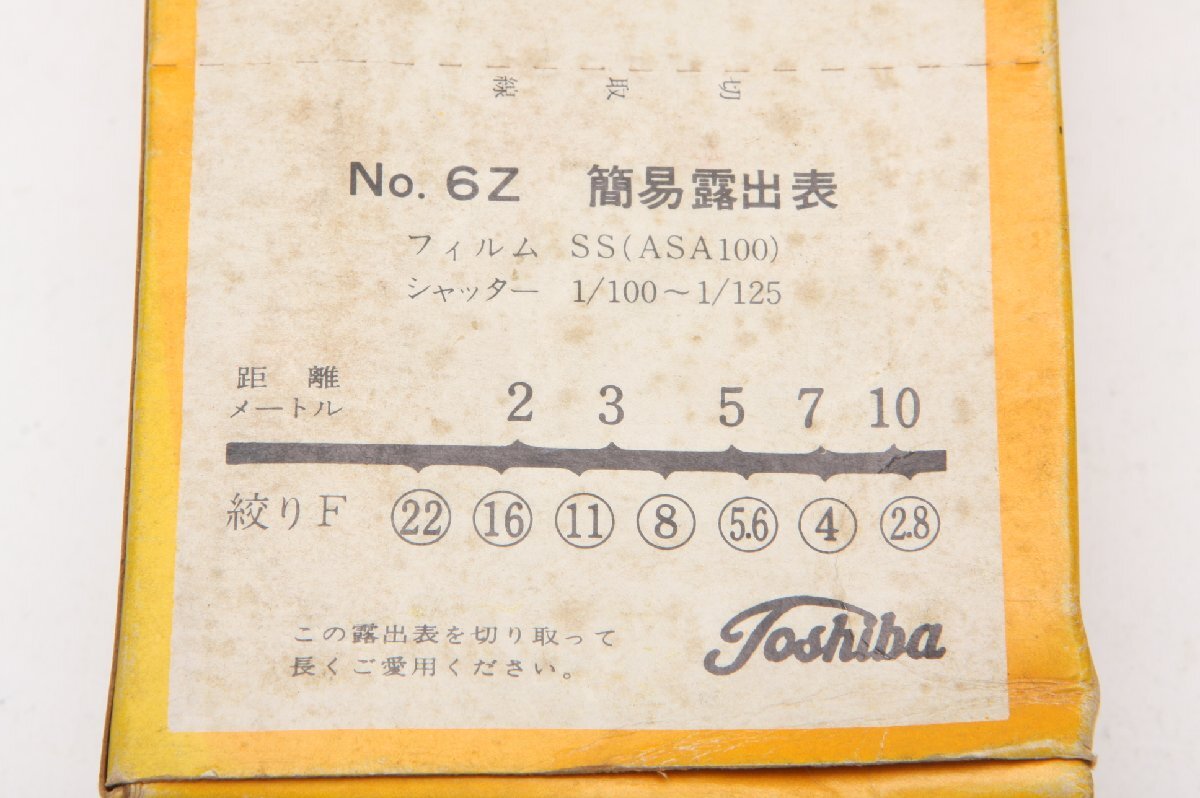 切取線
No. 6Z 簡易露出表
フィルム SS(ASA100)
シャッター 1/100～1/125
距離
メートル 2 3 5 7 10
絞りF 22 16 11 8 5.6 4 2.8
この露出表を切り取って
長くご愛用ください。
Toshiba